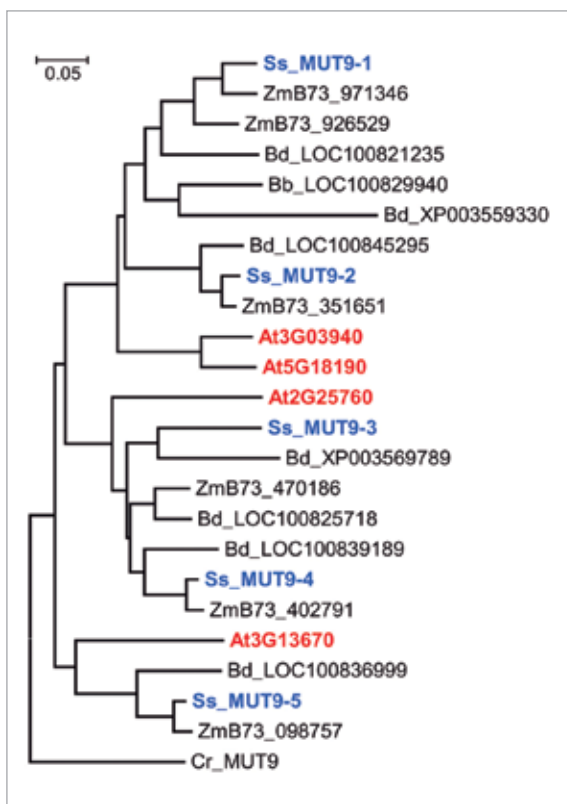 0.05
Ss_MUT9-1
ZmB73_971346
ZmB73_926529
Bd_LOC100821235
Bb_LOC100829940
Bd_XP003559330
Bd_LOC100845295
Ss_MUT9-2
ZmB73_351651
At3G03940
At5G18190
At2G25760
Ss_MUT9-3
Bd_XP003569789
ZmB73_470186
Bd_LOC100825718
Bd_LOC100839189
Ss_MUT9-4
ZmB73_402791
At3G13670
Bd_LOC100836999
Ss_MUT9-5
ZmB73_098757
Cr_MUT9